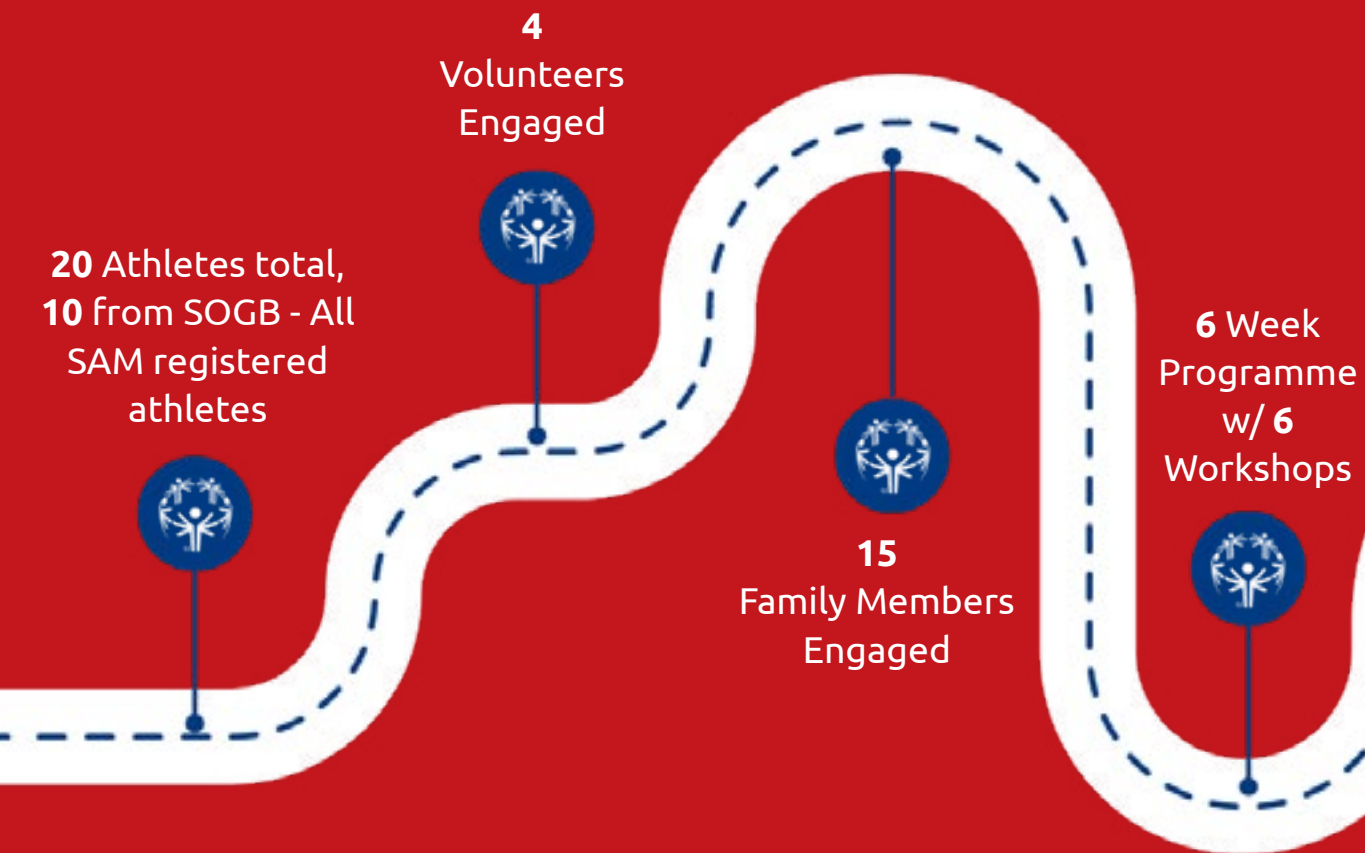 20 Athletes total,
10 from SOGB - All
SAM registered
athletes
4
Volunteers
Engaged
15
Family Members
Engaged
6 Week
Programme
w/ 6
Workshops